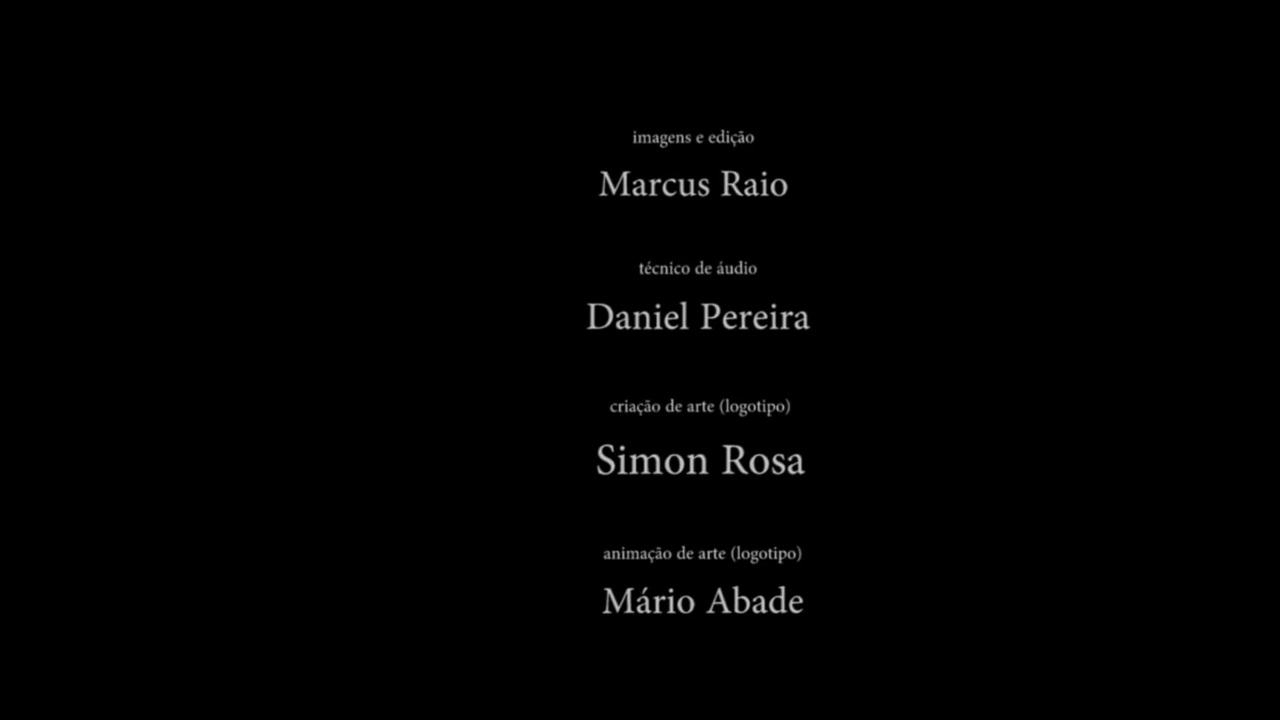 imagens e edição
Marcus Raio
técnico de áudio
Daniel Pereira
criação de arte (logotipo)
Simon Rosa
animação de arte (logotipo)
Mário Abade